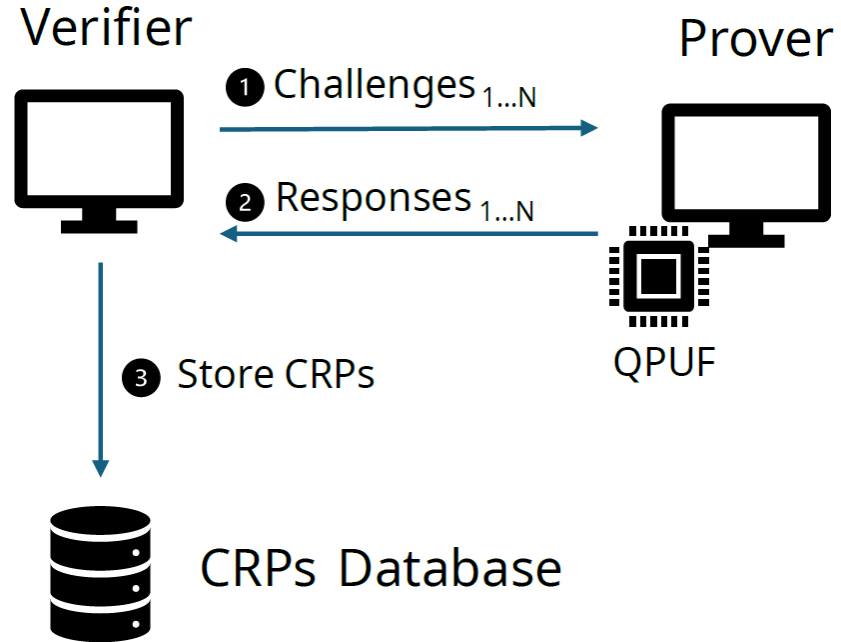 Verifier
Prover
1 Challenges 1...N
2 Responses 1...N
QPUF
3 Store CRPs
CRPs Database